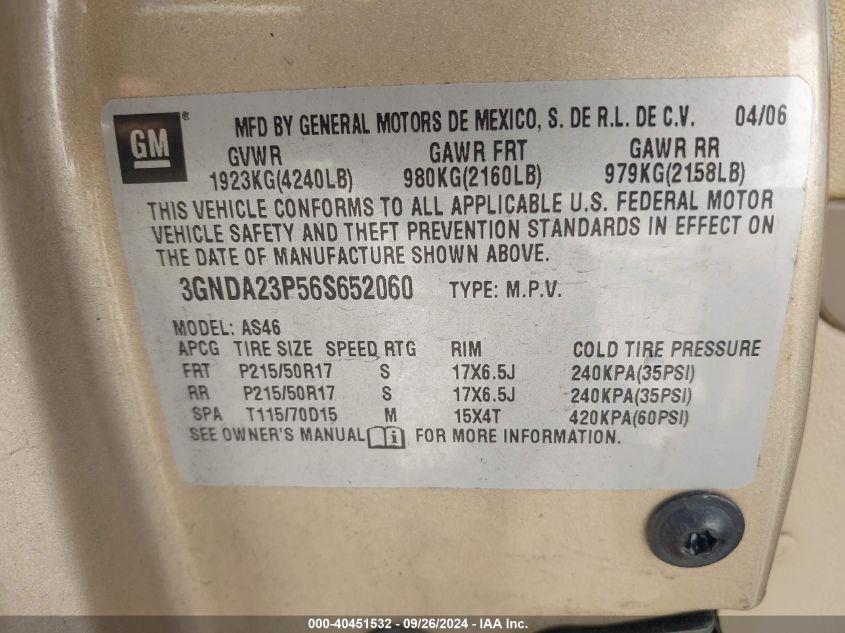 GM ® MFD BY GENERAL MOTORS DE MEXICO, S. DE R.L. DE C.V. 04/06
GVWR GAWR FRT GAWR RR
1923KG(4240LB) 980KG(2160LB) 979KG(2158LB)
THIS VEHICLE CONFORMS TO ALL APPLICABLE U.S. FEDERAL MOTOR
VEHICLE SAFETY AND THEFT PREVENTION STANDARDS IN EFFECT ON
THE DATE OF MANUFACTURE SHOWN ABOVE.
3GNDA23P56S652060 TYPE: M.P.V.
MODEL: AS46
APCG TIRE SIZE SPEED RTG RIM COLD TIRE PRESSURE
FRT P215/50R17 S 17X6.5J 240KPA(35PSI)
RR P215/50R17 S 17X6.5J 240KPA(35PSI)
SPA T115/70D15 M 15X4T 420KPA(60PSI)
SEE OWNER'S MANUAL i FOR MORE INFORMATION.
000-40451532 - 09/26/2024 - IAA Inc.